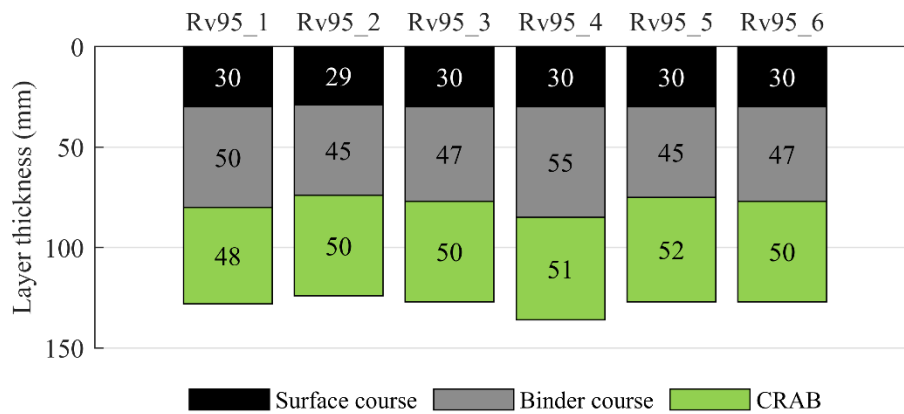 Rv95_1 Rv95_2 Rv95_3 Rv95_4 Rv95_5 Rv95_6
0
30 29 30 30 30 30
50
50 45 47 55 45 47
100
48 50 50 51 52 50
150
Layer thickness (mm)
Surface course Binder course CRAB